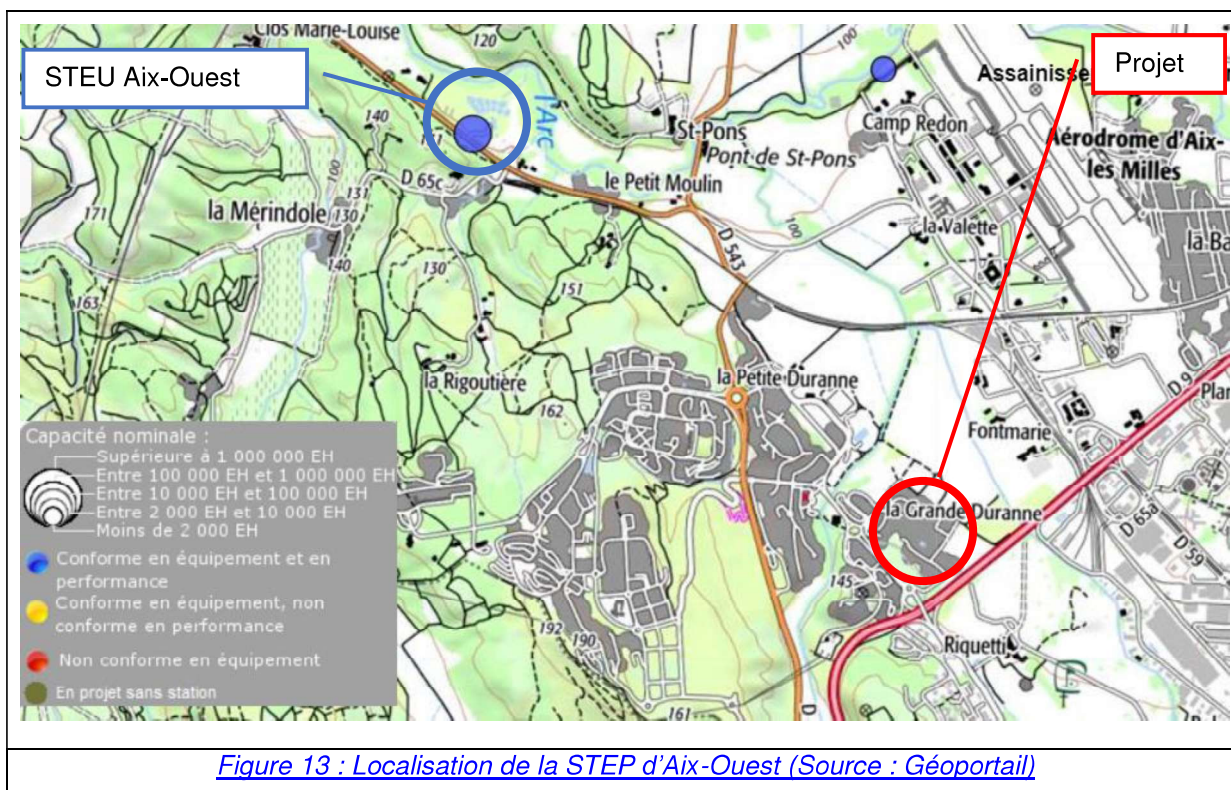 Clos Marie-Louise
120
100
STEU Aix-Ouest
Assainisse
Projet
l'Arc
140
151
St-Pons
Pont de St-Pons
Camp Redon
Aérodrome d'Aix-
les Milles
D 65c
le Petit Moulin
100
171
la Mérindole
131
130
100
140
D 543
100
la Valette
la Ba
130
151
163
la Rigoutière
la Petite Duranne
D 9
Plan
162
Fontmarie
Capacité nominale :
Supérieure à 1 000 000 EH
Entre 100 000 EH et 1 000 000 EH
Entre 10 000 EH et 100 000 EH
Entre 2 000 EH et 10 000 EH
Moins de 2 000 EH
la Grande Duranne
D 65a
D 59
Conforme en équipement et en
performance
Conforme en équipement, non
conforme en performance
145
192
190
Non conforme en équipement
Riquetti
En projet sans station
161
D
Figure 13 : Localisation de la STEP d'Aix-Ouest (Source : Géoportail)